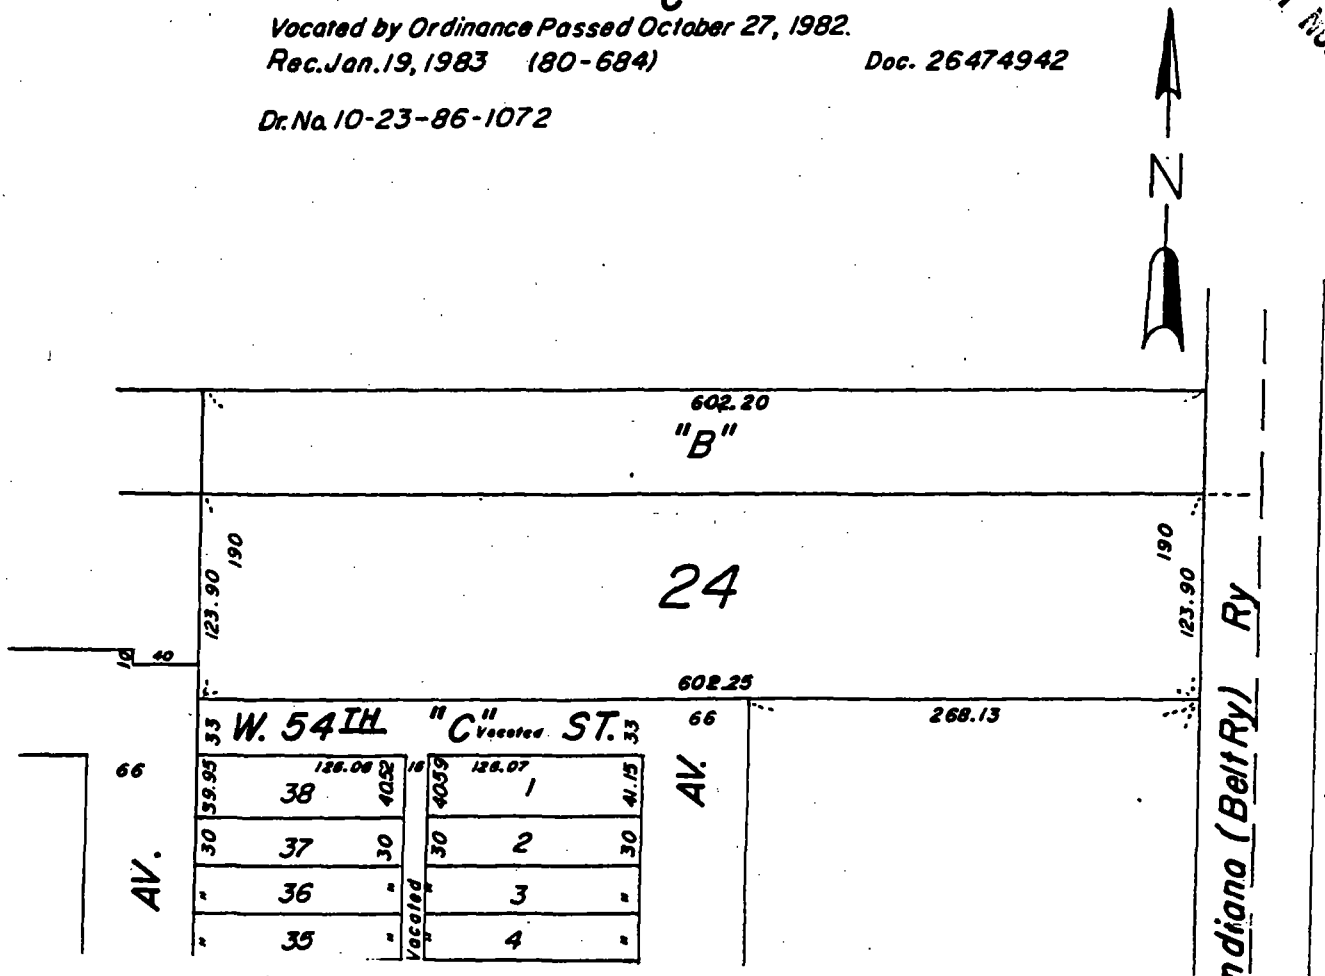 "C"
Vacated by Ordinance Passed October 27, 1982.
Rec. Jan. 19, 1983 (80-684) Doc. 26474942
Dr. No. 10-23-86-1072
N
602.20
"B"
190
123.90
24
190
123.90
10 40
602.25
33 W. 54TH "C" Vacated ST. 33
66
268.13
66
39.95 38 126.06 40.52 16 40.59 126.07 1 41.15
30 37 30 30 2 30
" 36 " " 3 "
" 35 " " 4 "
Vacated
AV.
AV.
Indiana (Belt Ry) Ry